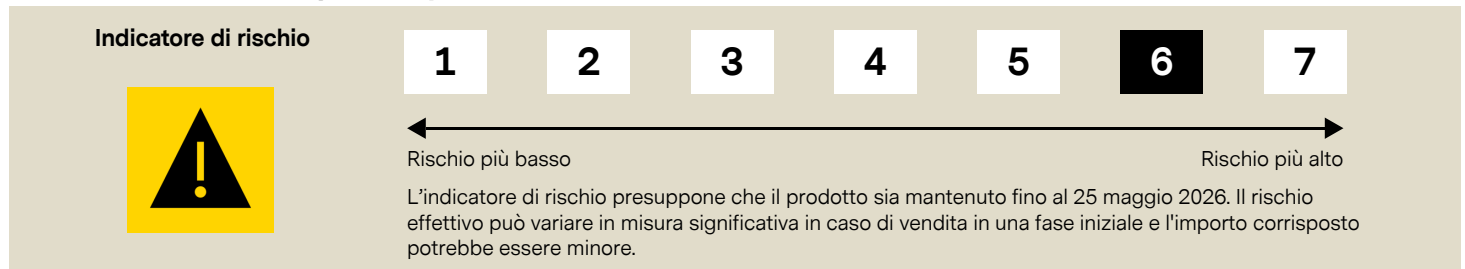 Indicatore di rischio
1 2 3 4 5 6 7
Rischio più basso Rischio più alto
L'indicatore di rischio presuppone che il prodotto sia mantenuto fino al 25 maggio 2026. Il rischio
effettivo può variare in misura significativa in caso di vendita in una fase iniziale e l'importo corrisposto
potrebbe essere minore.